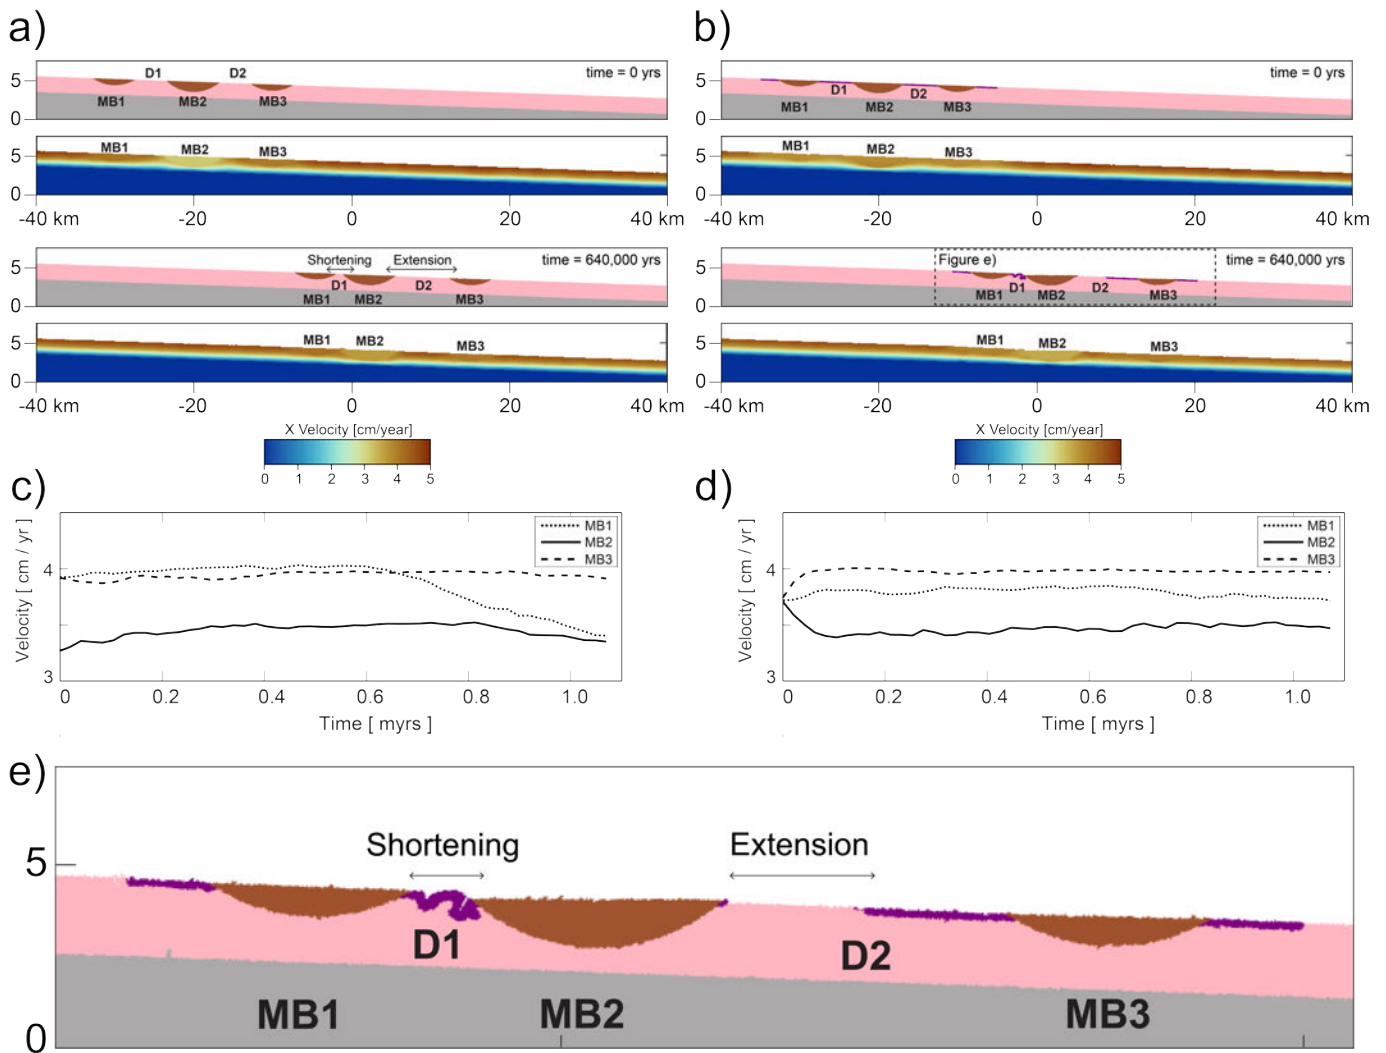 a)
D1 D2 time = 0 yrs
5
MB1 MB2 MB3
0
MB1 MB2 MB3
5
0
-40 km -20 0 20 40 km
Shortening Extension time = 640,000 yrs
5
D1 D2
MB1 MB2 MB3
0
MB1 MB2 MB3
5
0
-40 km -20 0 20 40 km
X Velocity [cm/year]
0 1 2 3 4 5
b)
time = 0 yrs
5
D1 D2
MB1 MB2 MB3
0
MB1 MB2 MB3
5
0
-40 km -20 0 20 40 km
Figure e) time = 640,000 yrs
5
D1 D2
MB1 MB2 MB3
0
MB1 MB2 MB3
5
0
-40 km -20 0 20 40 km
X Velocity [cm/year]
0 1 2 3 4 5
c)
MB1
MB2
MB3
4
3
Velocity [ cm / yr ]
0 0.2 0.4 0.6 0.8 1.0
Time [ myrs ]
d)
MB1
MB2
MB3
4
3
Velocity [ cm / yr ]
0 0.2 0.4 0.6 0.8 1.0
Time [ myrs ]
e)
Shortening Extension
5
D1 D2
MB1 MB2 MB3
0